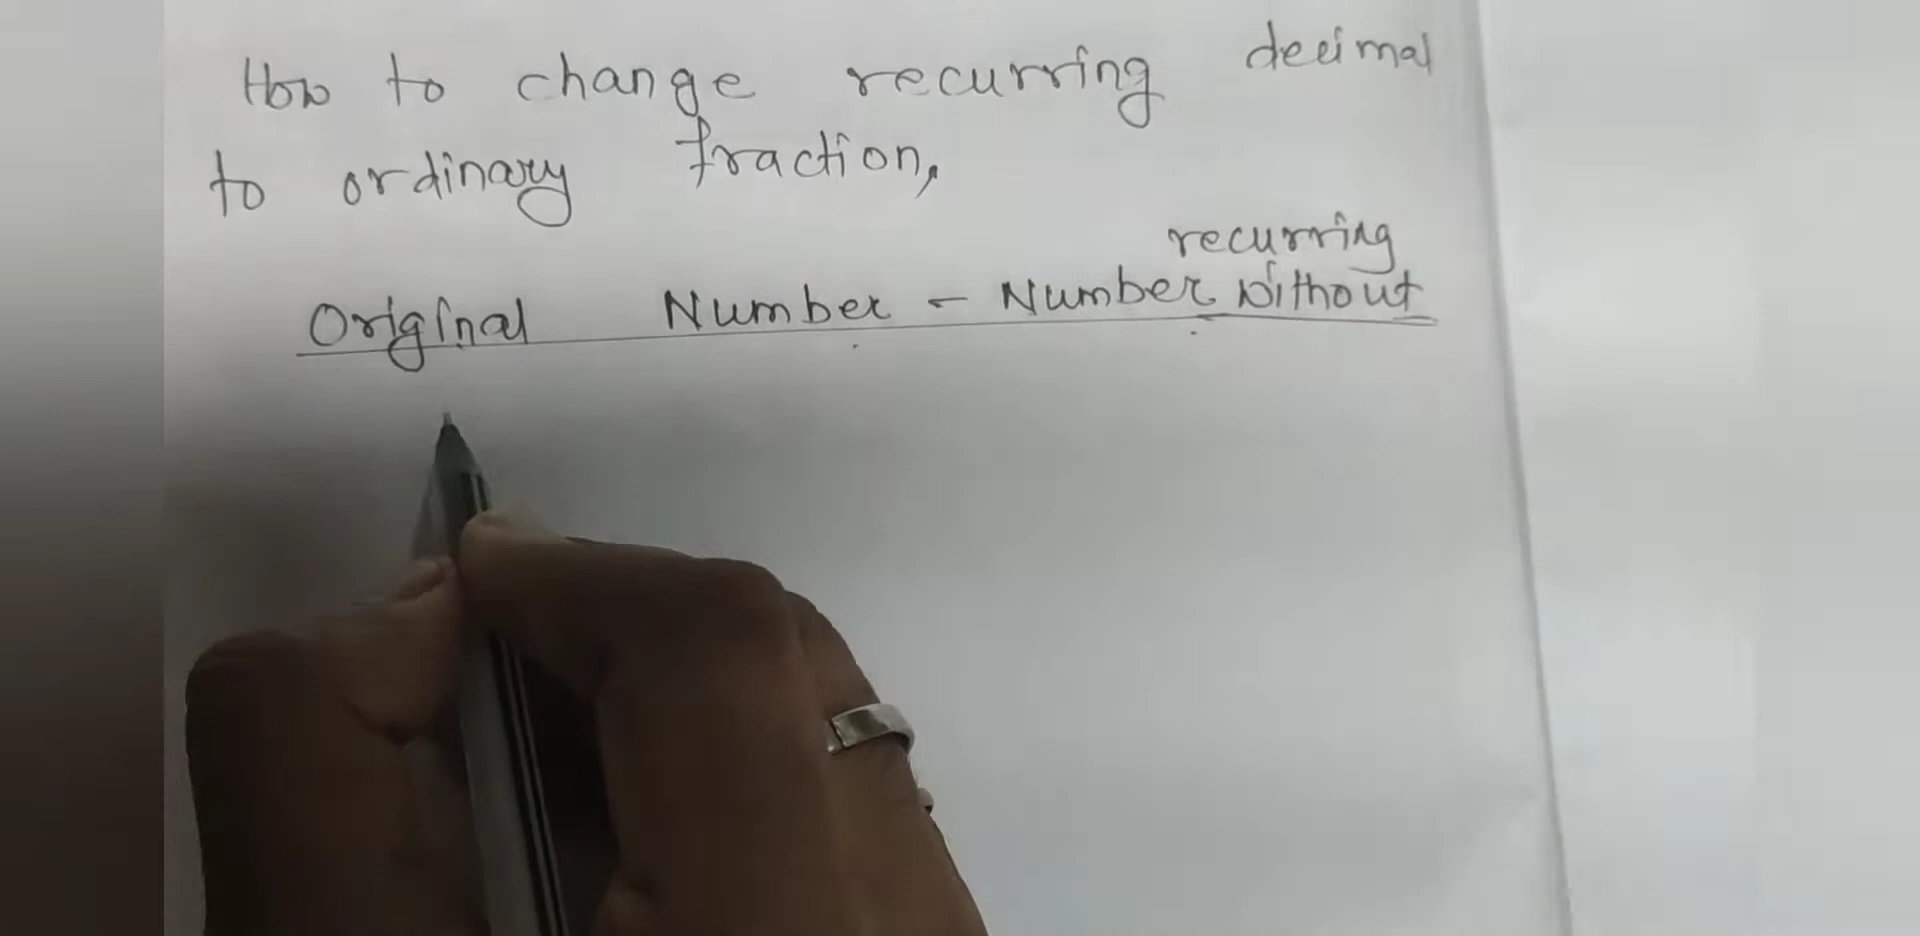 How to change recurring decimal
to ordinary fraction,
recurring
Original Number - Number without